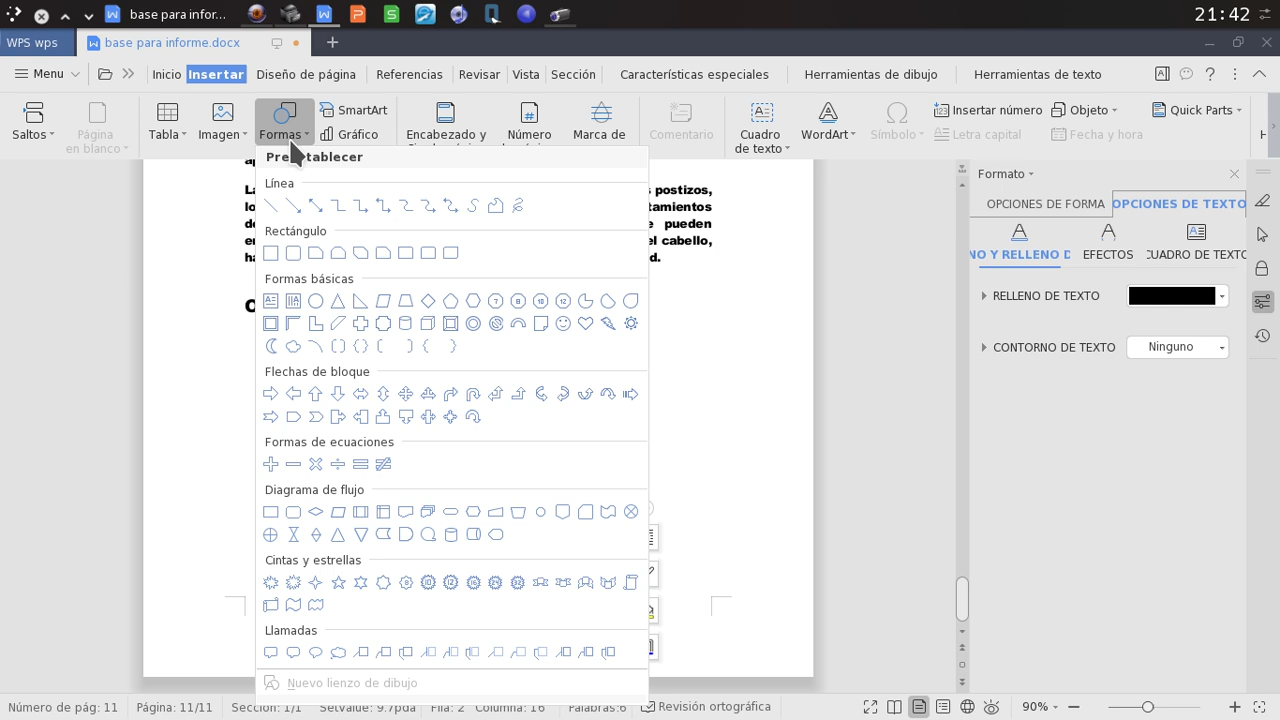 base para infor...
21:42
WPS wps
base para informe.docx
Menu
Inicio
Insertar
Diseño de página
Referencias
Revisar
Vista
Sección
Características especiales
Herramientas de dibujo
Herramientas de texto
Saltos
Página
en blanco
Tabla
Imagen
Formas
SmartArt
Gráfico
Encabezado y
Número
Marca de
Comentario
Cuadro
de texto
WordArt
Símbolo
Insertar número
Letra capital
Objeto
Fecha y hora
Quick Parts
H
Línea
Rectángulo
Formas básicas
Flechas de bloque
Formas de ecuaciones
Diagrama de flujo
Cintas y estrellas
Llamadas
Nuevo lienzo de dibujo
postizos,
tamientos
pueden
el cabello,
d.
Formato
OPCIONES DE FORMA
OPCIONES DE TEXTO
NO Y RELLENO D
EFECTOS
CUADRO DE TEXTO
RELLENO DE TEXTO
CONTORNO DE TEXTO
Ninguno
Número de pág: 11
Página: 11/11
Sección: 1/1
Fila: 2
Columna: 16
Palabras:6
Revisión ortográfica
90%